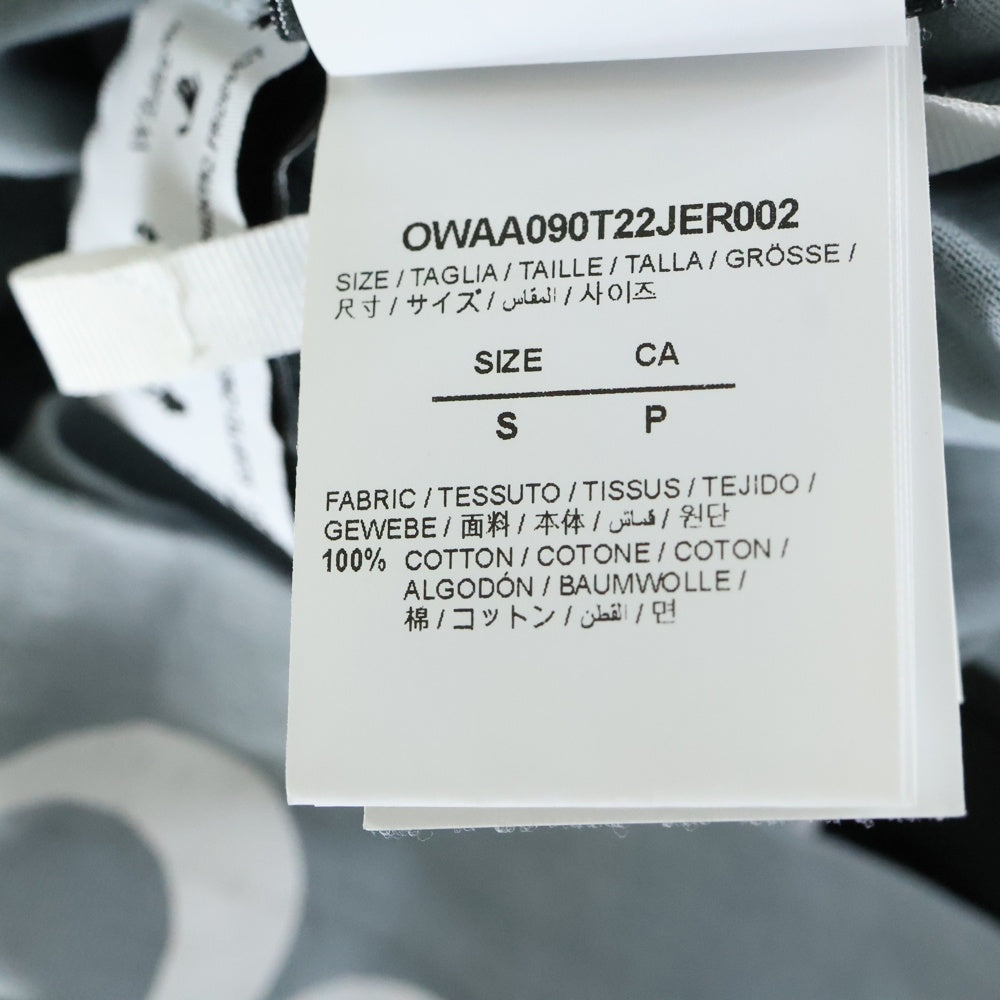 OWAA090T22JER002
SIZE / TAGLIA / TAILLE / TALLA / GRÖSSE /
尺寸 / サイズ / المقاس / 사이즈
SIZE CA
S P
FABRIC / TESSUTO / TISSUS / TEJIDO /
GEWEBE / 面料 / 本体 / قماش / 원단
100% COTTON / COTONE / COTON /
ALGODÓN / BAUMWOLLE /
棉 / コットン / القطن / 면